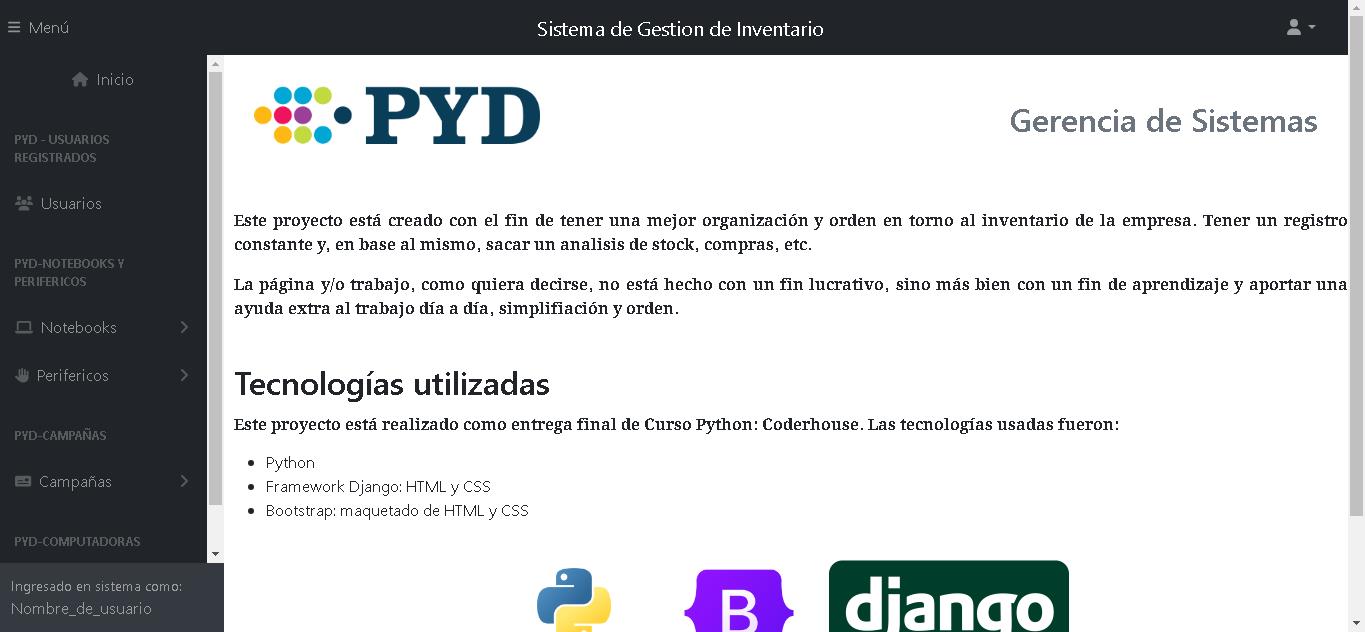 Menú
Sistema de Gestion de Inventario
Inicio
PYD - USUARIOS
REGISTRADOS
Usuarios
PYD-NOTEBOOKS Y
PERIFERICOS
Notebooks
Perifericos
PYD-CAMPAÑAS
Campañas
PYD-COMPUTADORAS
Ingresado en sistema como:
Nombre_de_usuario
PYD
Gerencia de Sistemas
Este proyecto está creado con el fin de tener una mejor organización y orden en torno al inventario de la empresa. Tener un registro
constante y, en base al mismo, sacar un analisis de stock, compras, etc.
La página y/o trabajo, como quiera decirse, no está hecho con un fin lucrativo, sino más bien con un fin de aprendizaje y aportar una
ayuda extra al trabajo día a día, simplifiación y orden.
Tecnologías utilizadas
Este proyecto está realizado como entrega final de Curso Python: Coderhouse. Las tecnologías usadas fueron:
Python
Framework Django: HTML y CSS
Bootstrap: maquetado de HTML y CSS
B
django